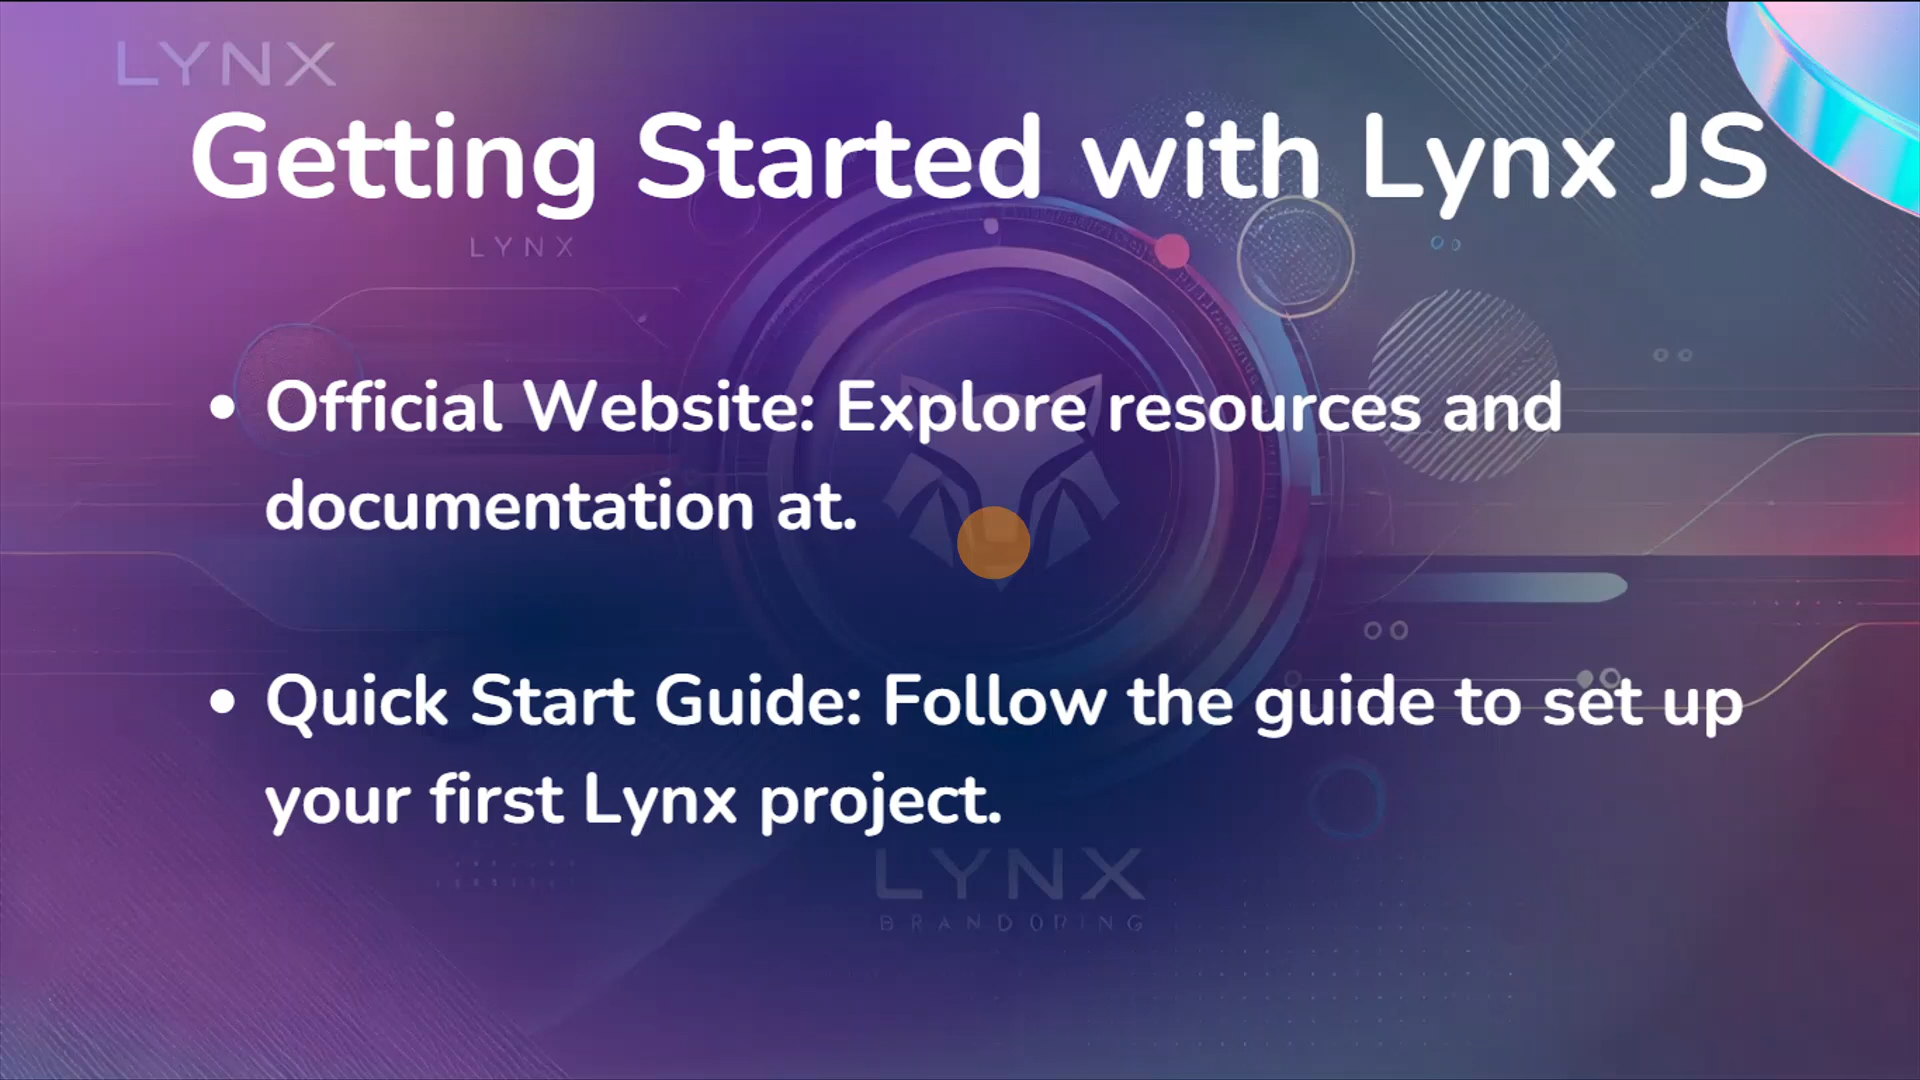 LYNX
Getting Started with Lynx JS
LYNX
• Official Website: Explore resources and
documentation at.
• Quick Start Guide: Follow the guide to set up
your first Lynx project.
LYNX
BRANDORING